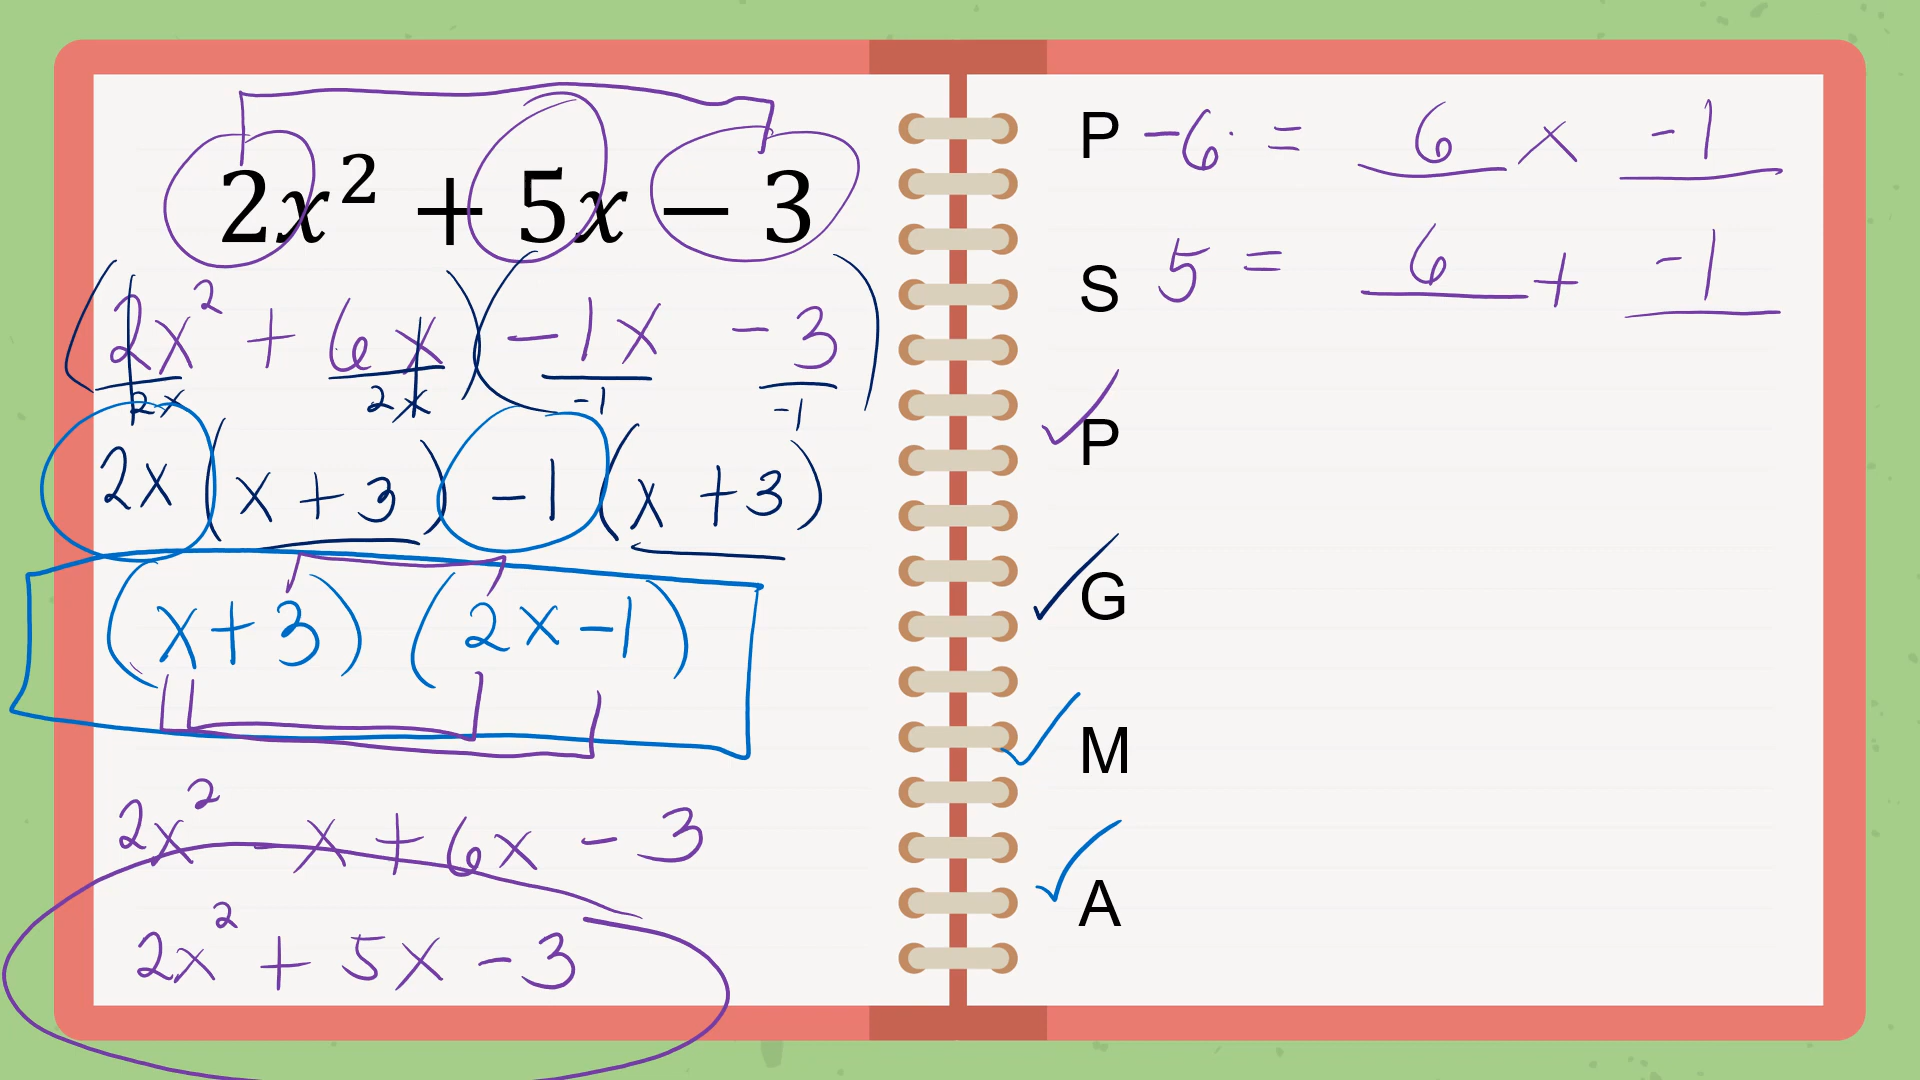 2x² + 5x − 3
(2x² + 6x) (−1x − 3)
2x 2x −1 −1
2x (x + 3) −1 (x + 3)
(x + 3) (2x − 1)
2x² − x + 6x − 3
2x² + 5x − 3
P −6 = 6 × −1
S 5 = 6 + −1
✓ P
✓ G
✓ M
✓ A